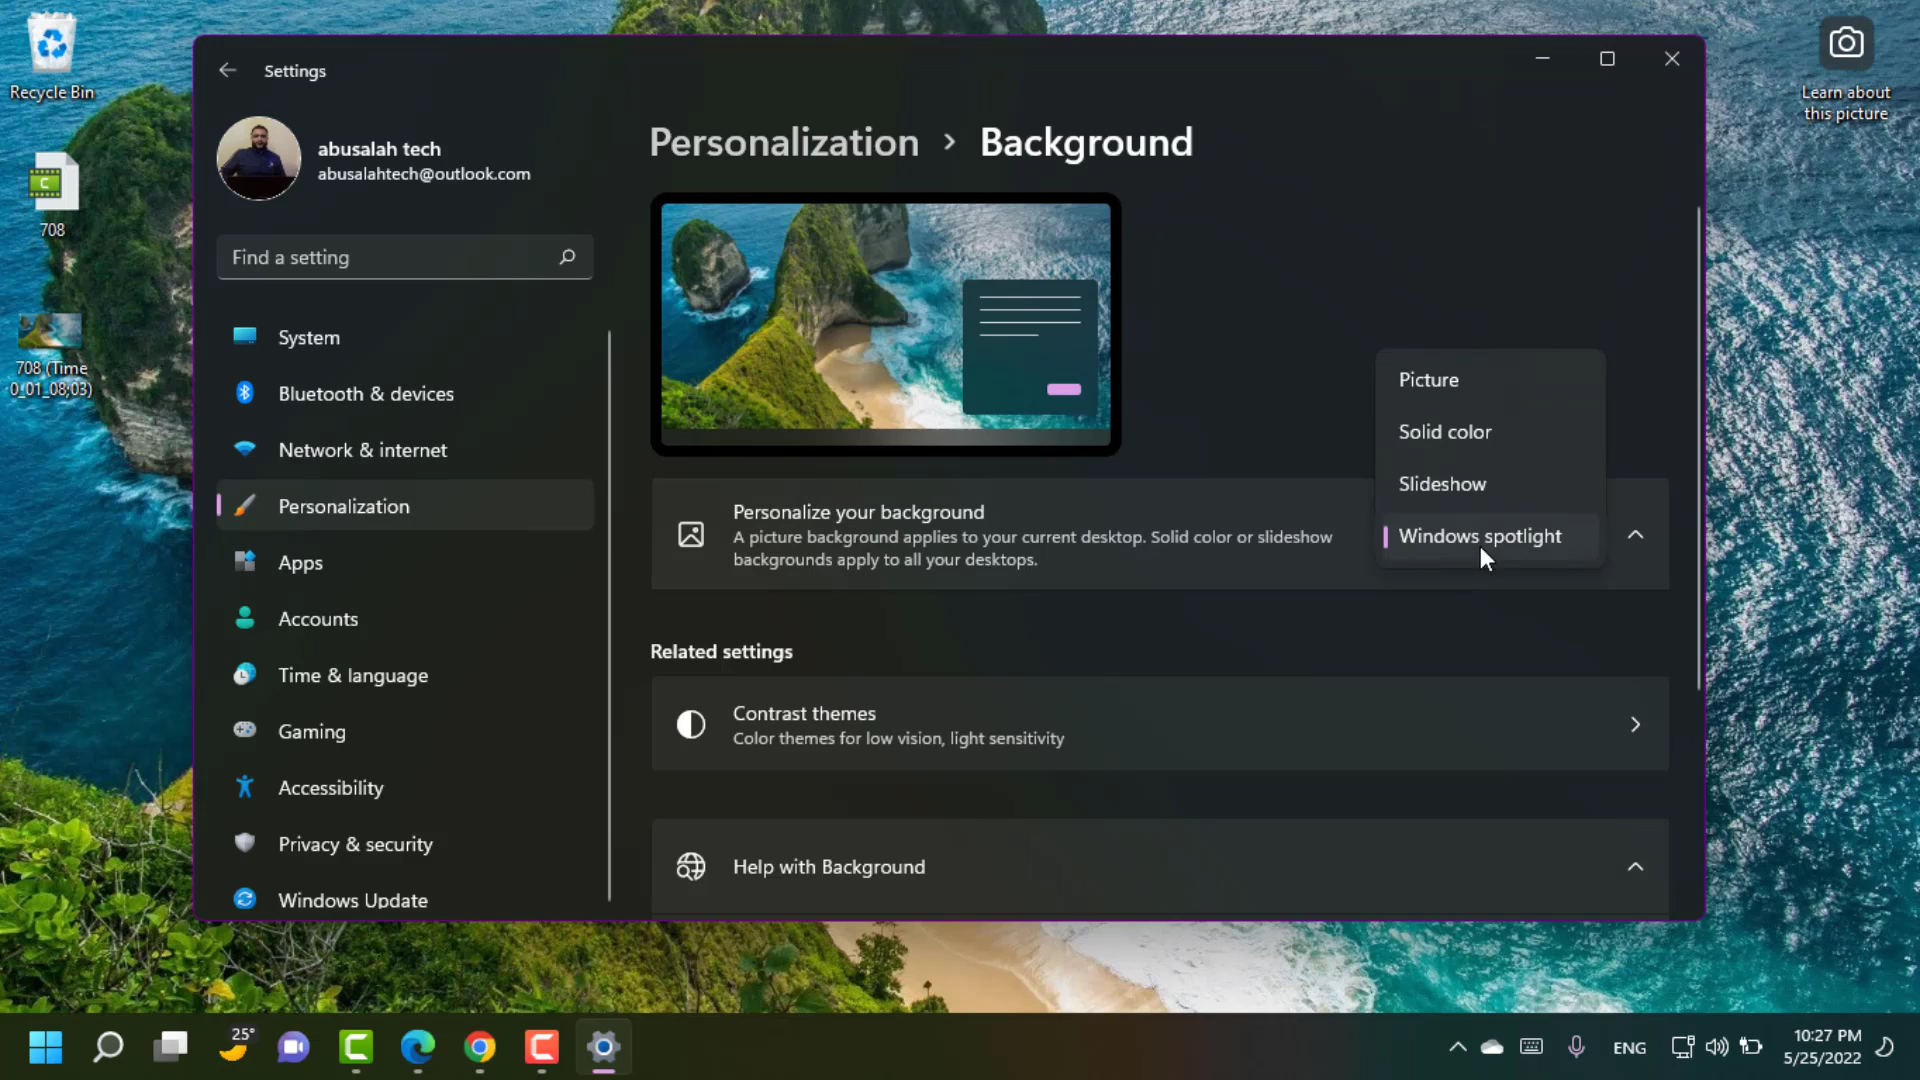 Recycle Bin
708
708 (Time
0_01_08;03)
Learn about
this picture
Settings
abusalah tech
abusalahtech@outlook.com
Find a setting
System
Bluetooth & devices
Network & internet
Personalization
Apps
Accounts
Time & language
Gaming
Accessibility
Privacy & security
Windows Update
Personalization > Background
Picture
Solid color
Slideshow
Windows spotlight
Personalize your background
A picture background applies to your current desktop. Solid color or slideshow
backgrounds apply to all your desktops.
Related settings
Contrast themes
Color themes for low vision, light sensitivity
Help with Background
25°
ENG
10:27 PM
5/25/2022